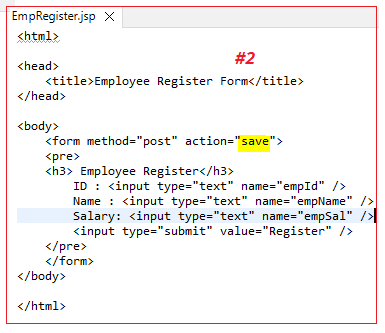 EmpRegister.jsp
<html>
#2
<head>
<title>Employee Register Form</title>
</head>
<body>
<form method="post" action="save">
<pre>
<h3> Employee Register</h3>
ID : <input type="text" name="empId" />
Name : <input type="text" name="empName" />
Salary: <input type="text" name="empSal" />
<input type="submit" value="Register" />
</pre>
</form>
</body>
</html>